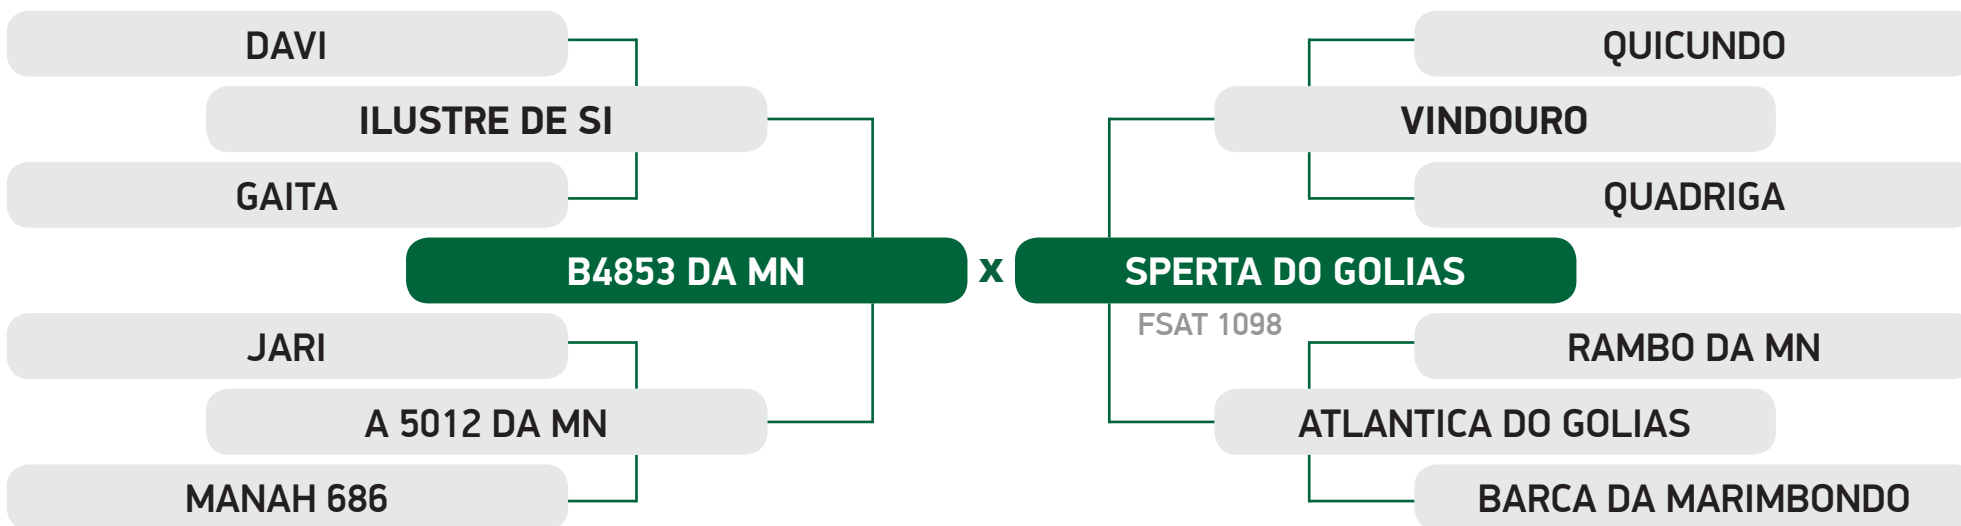 DAVI
QUICUNDO
ILUSTRE DE SI
VINDOURO
GAITA
QUADRIGA
B4853 DA MN x SPERTA DO GOLIAS
FSAT 1098
JARI
RAMBO DA MN
A 5012 DA MN
ATLANTICA DO GOLIAS
MANAH 686
BARCA DA MARIMBONDO